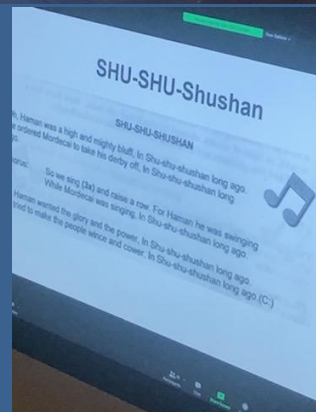 SHU-SHU-Shushan
SHU-SHU-SHUSHAN
Haman was a high and mighty bluff, In Shu-shu-shushan long ago.
ordered Mordecai to take his derby off, In Shu-shu-shushan long
So we sing (3x) and raise a row. For Haman he was swinging
While Mordecai was singing, In Shu-shu-shushan long ago.
Haman wanted the glory and the power, In Shu-shu-shushan long ago.
tried to make the people wince and cower, In Shu-shu-shushan long ago.(C:)